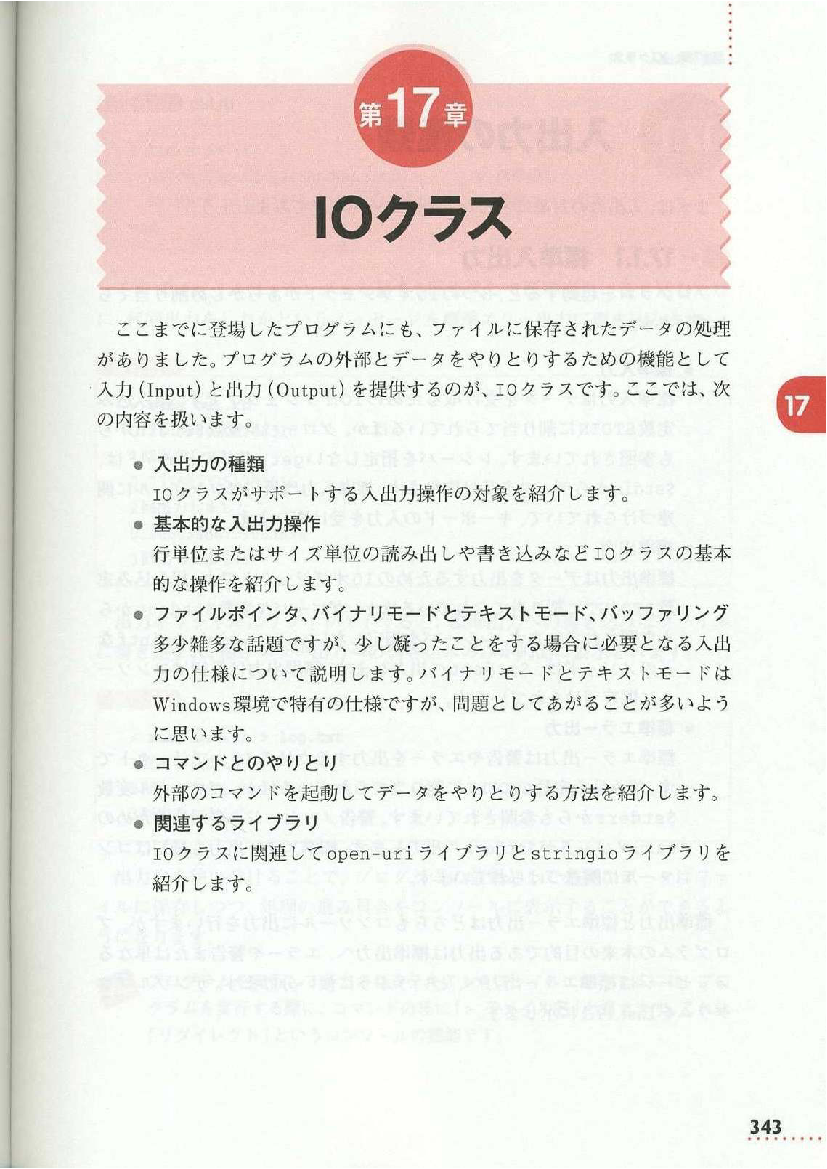 第17章
IOクラス
ここまでに登場したプログラムにも、ファイルに保存されたデータの処理
がありました。プログラムの外部とデータをやりとりするための機能として
入力(Input)と出力(Output)を提供するのが、IOクラスです。ここでは、次
の内容を扱います。
● 入出力の種類
IOクラスがサポートする入出力操作の対象を紹介します。
● 基本的な入出力操作
行単位またはサイズ単位の読み出しや書き込みなどIOクラスの基本
的な操作を紹介します。
● ファイルポインタ、バイナリモードとテキストモード、バッファリング
多少雑多な話題ですが、少し凝ったことをする場合に必要となる入出
力の仕様について説明します。バイナリモードとテキストモードは
Windows環境で特有の仕様ですが、問題としてあがることが多いよう
に思います。
● コマンドとのやりとり
外部のコマンドを起動してデータをやりとりする方法を紹介します。
● 関連するライブラリ
IOクラスに関連してopen-uriライブラリとstringioライブラリを
紹介します。
17
343